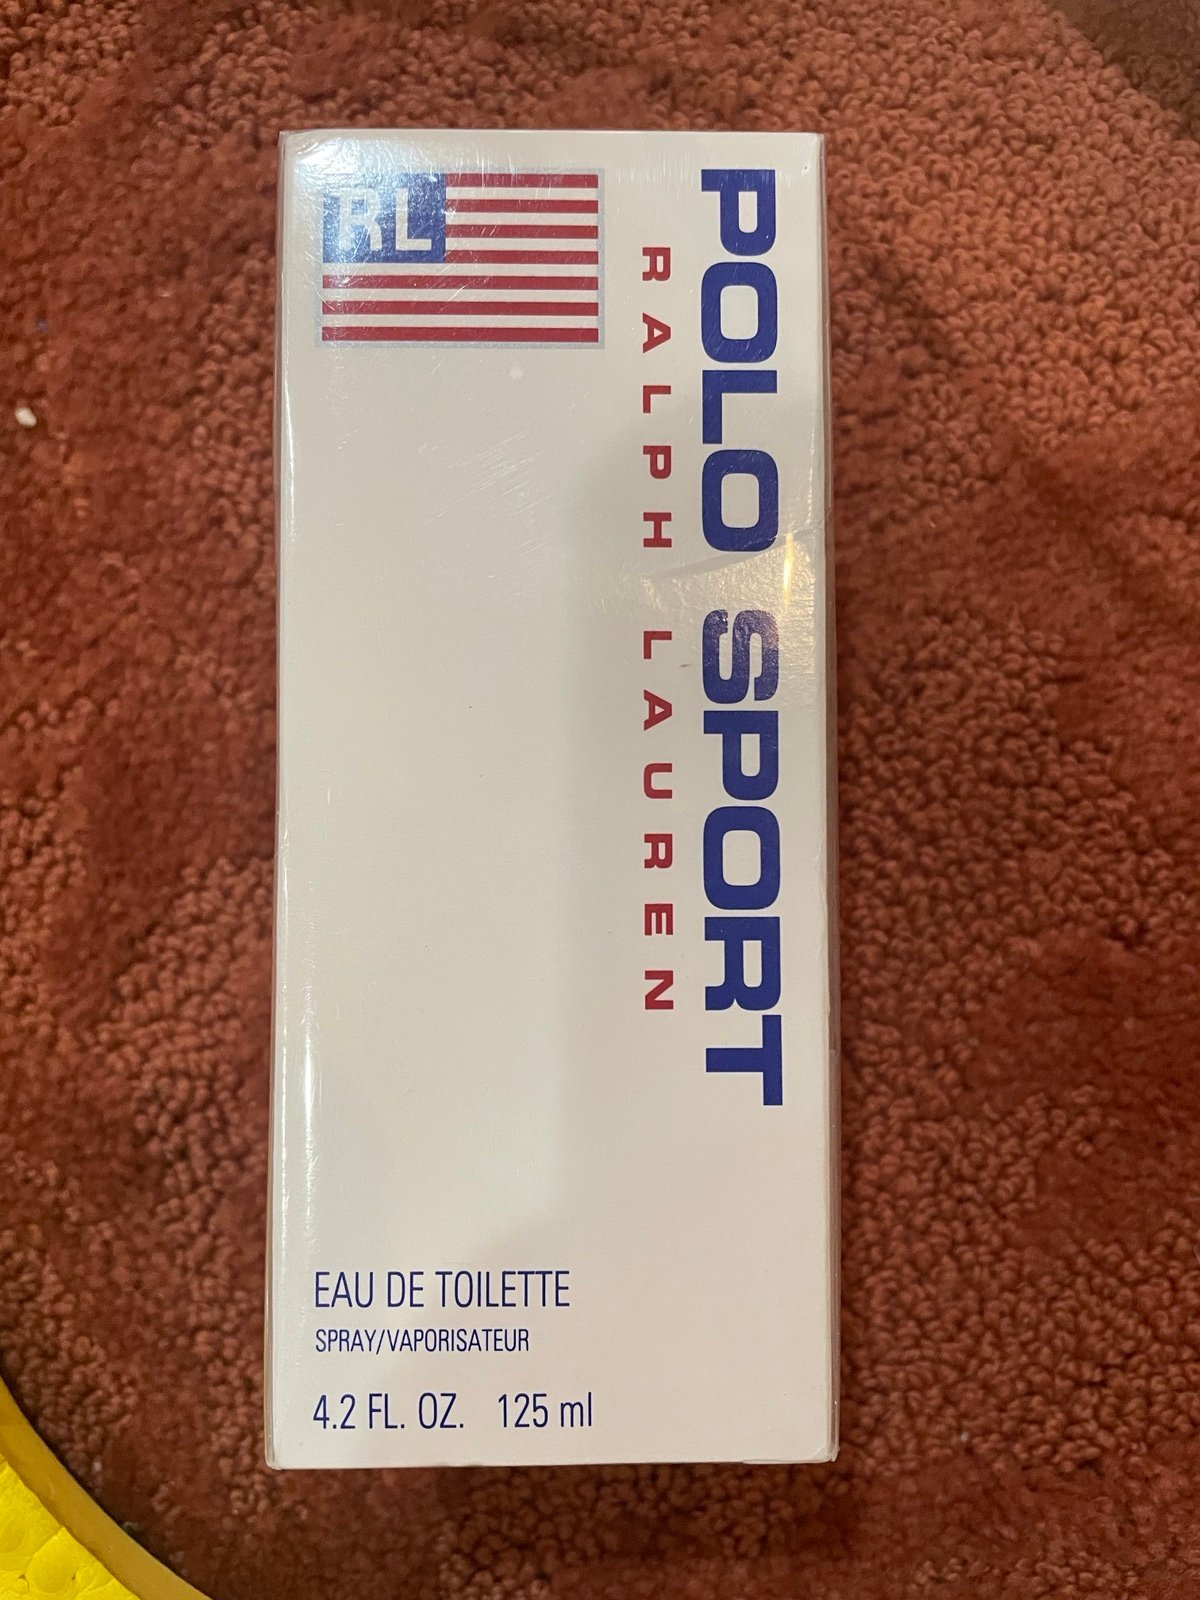 RL
POLO SPORT
RALPH LAUREN
EAU DE TOILETTE
SPRAY/VAPORISATEUR
4.2 FL. OZ. 125 ml